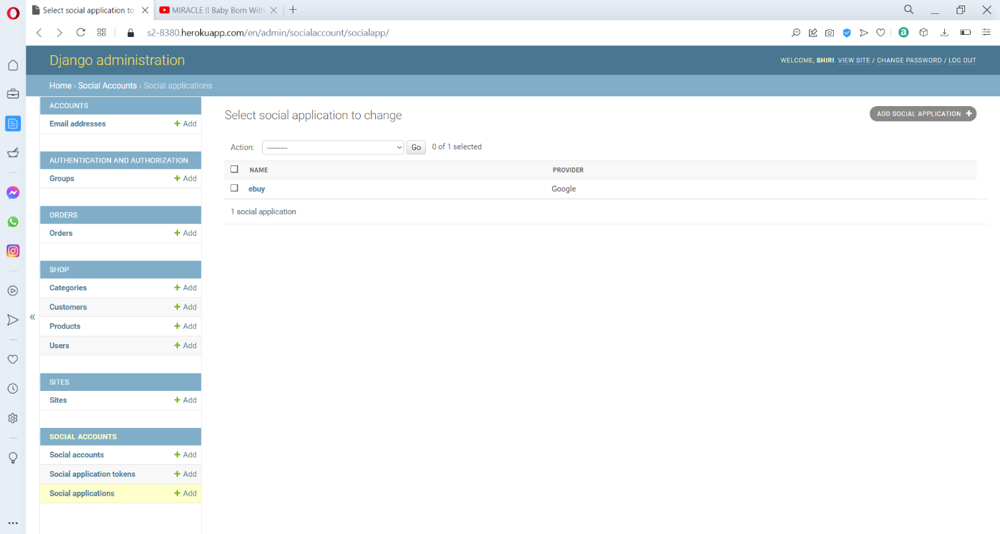 Select social application to
MIRACLE !! Baby Born With
s2-8380.herokuapp.com/en/admin/socialaccount/socialapp/
Django administration
WELCOME, SHIRI. VIEW SITE / CHANGE PASSWORD / LOG OUT
Home › Social Accounts › Social applications
ACCOUNTS
Email addresses
Add
AUTHENTICATION AND AUTHORIZATION
Groups
Add
ORDERS
Orders
Add
SHOP
Categories
Add
Customers
Add
Products
Add
Users
Add
SITES
Sites
Add
SOCIAL ACCOUNTS
Social accounts
Add
Social application tokens
Add
Social applications
Add
«
Select social application to change
ADD SOCIAL APPLICATION +
Action:
---------
Go
0 of 1 selected
NAME
PROVIDER
ebuy
Google
1 social application